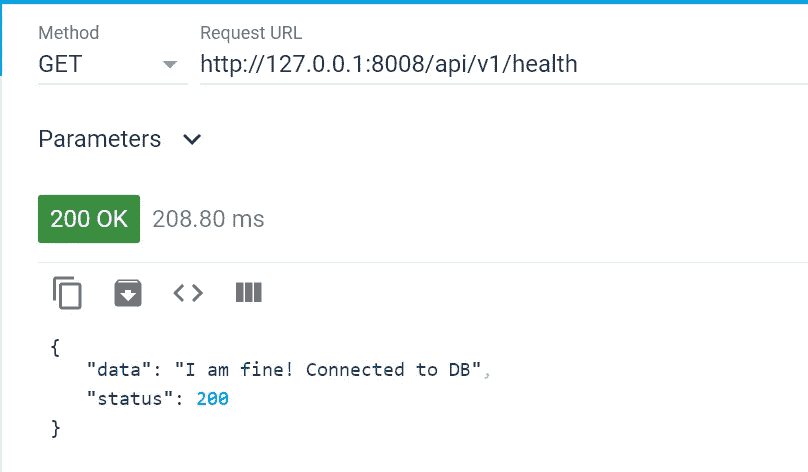 Method Request URL
GET http://127.0.0.1:8008/api/v1/health
Parameters
200 OK 208.80 ms
{
"data": "I am fine! Connected to DB",
"status": 200
}